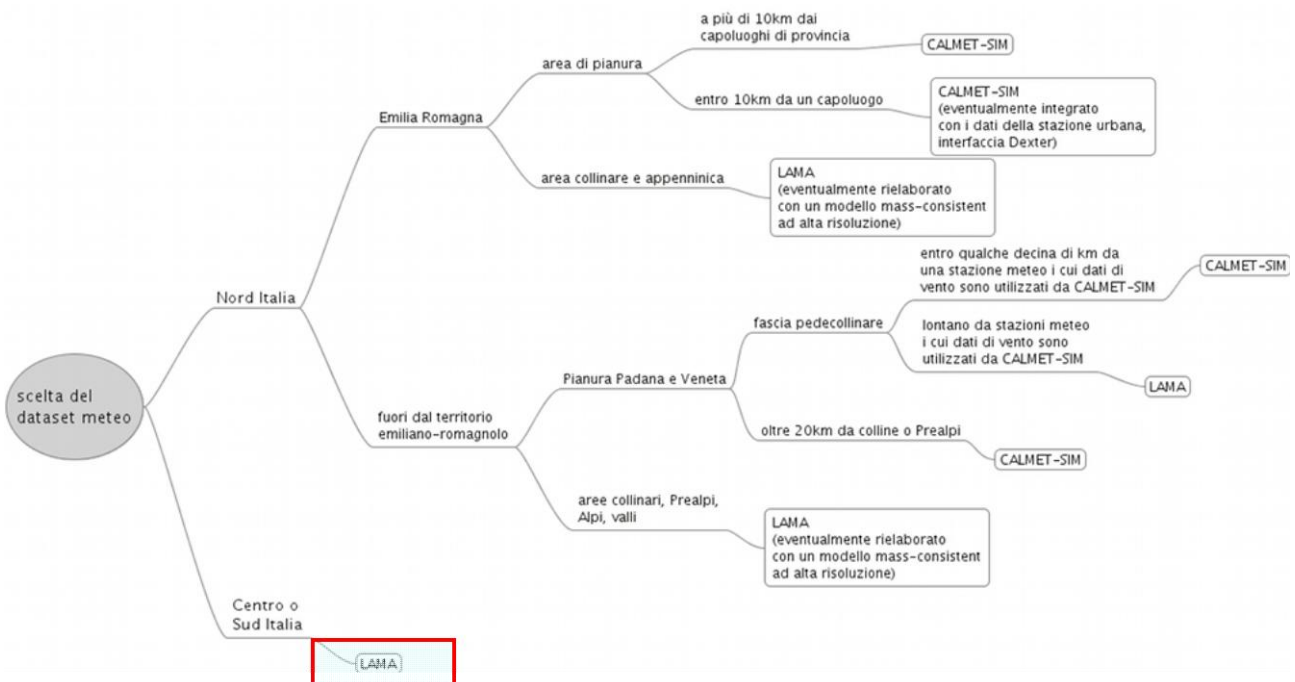 a più di 10km dai
capoluoghi di provincia
CALMET-SIM
area di pianura
entro 10km da un capoluogo
CALMET-SIM
(eventualmente integrato
con i dati della stazione urbana,
interfaccia Dexter)
Emilia Romagna
area collinare e appenninica
LAMA
(eventualmente rielaborato
con un modello mass-consistent
ad alta risoluzione)
entro qualche decina di km da
una stazione meteo i cui dati di
vento sono utilizzati da CALMET-SIM
CALMET-SIM
Nord Italia
fascia pedecollinare
lontano da stazioni meteo
i cui dati di vento sono
utilizzati da CALMET-SIM
LAMA
Pianura Padana e Veneta
scelta del
dataset meteo
fuori dal territorio
emiliano-romagnolo
oltre 20km da colline o Prealpi
CALMET-SIM
aree collinari, Prealpi,
Alpi, valli
LAMA
(eventualmente rielaborato
con un modello mass-consistent
ad alta risoluzione)
Centro o
Sud Italia
LAMA